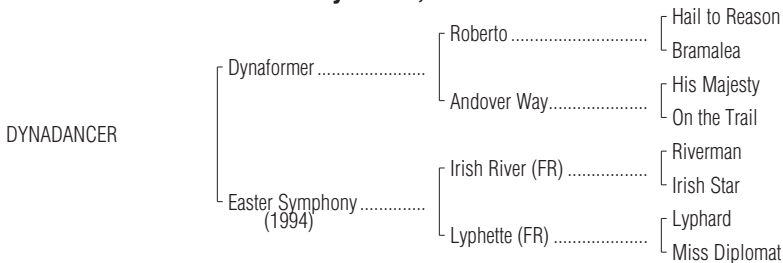 Hail to Reason
Roberto ............................
Bramalea
Dynaformer ......................
His Majesty
Andover Way....................
On the Trail
DYNADANCER
Riverman
Irish River (FR) ................
Irish Star
Easter Symphony .............
(1994)
Lyphard
Lyphette (FR) ...................
Miss Diplomat